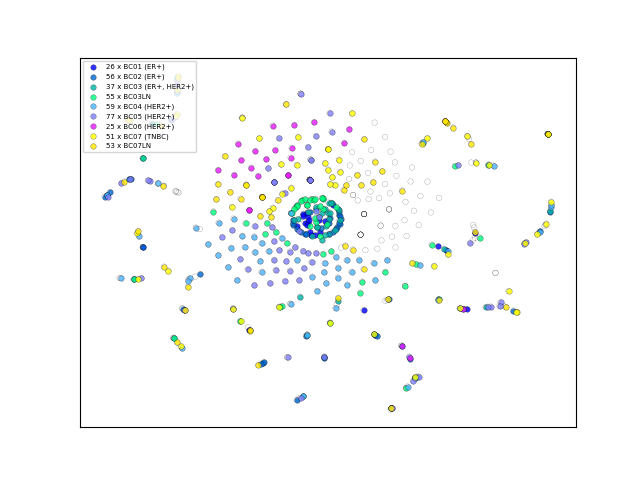 26 x BC01 (ER+)
56 x BC02 (ER+)
37 x BC03 (ER+, HER2+)
55 x BC03LN
59 x BC04 (HER2+)
77 x BC05 (HER2+)
25 x BC06 (HER2+)
51 x BC07 (TNBC)
53 x BC07LN